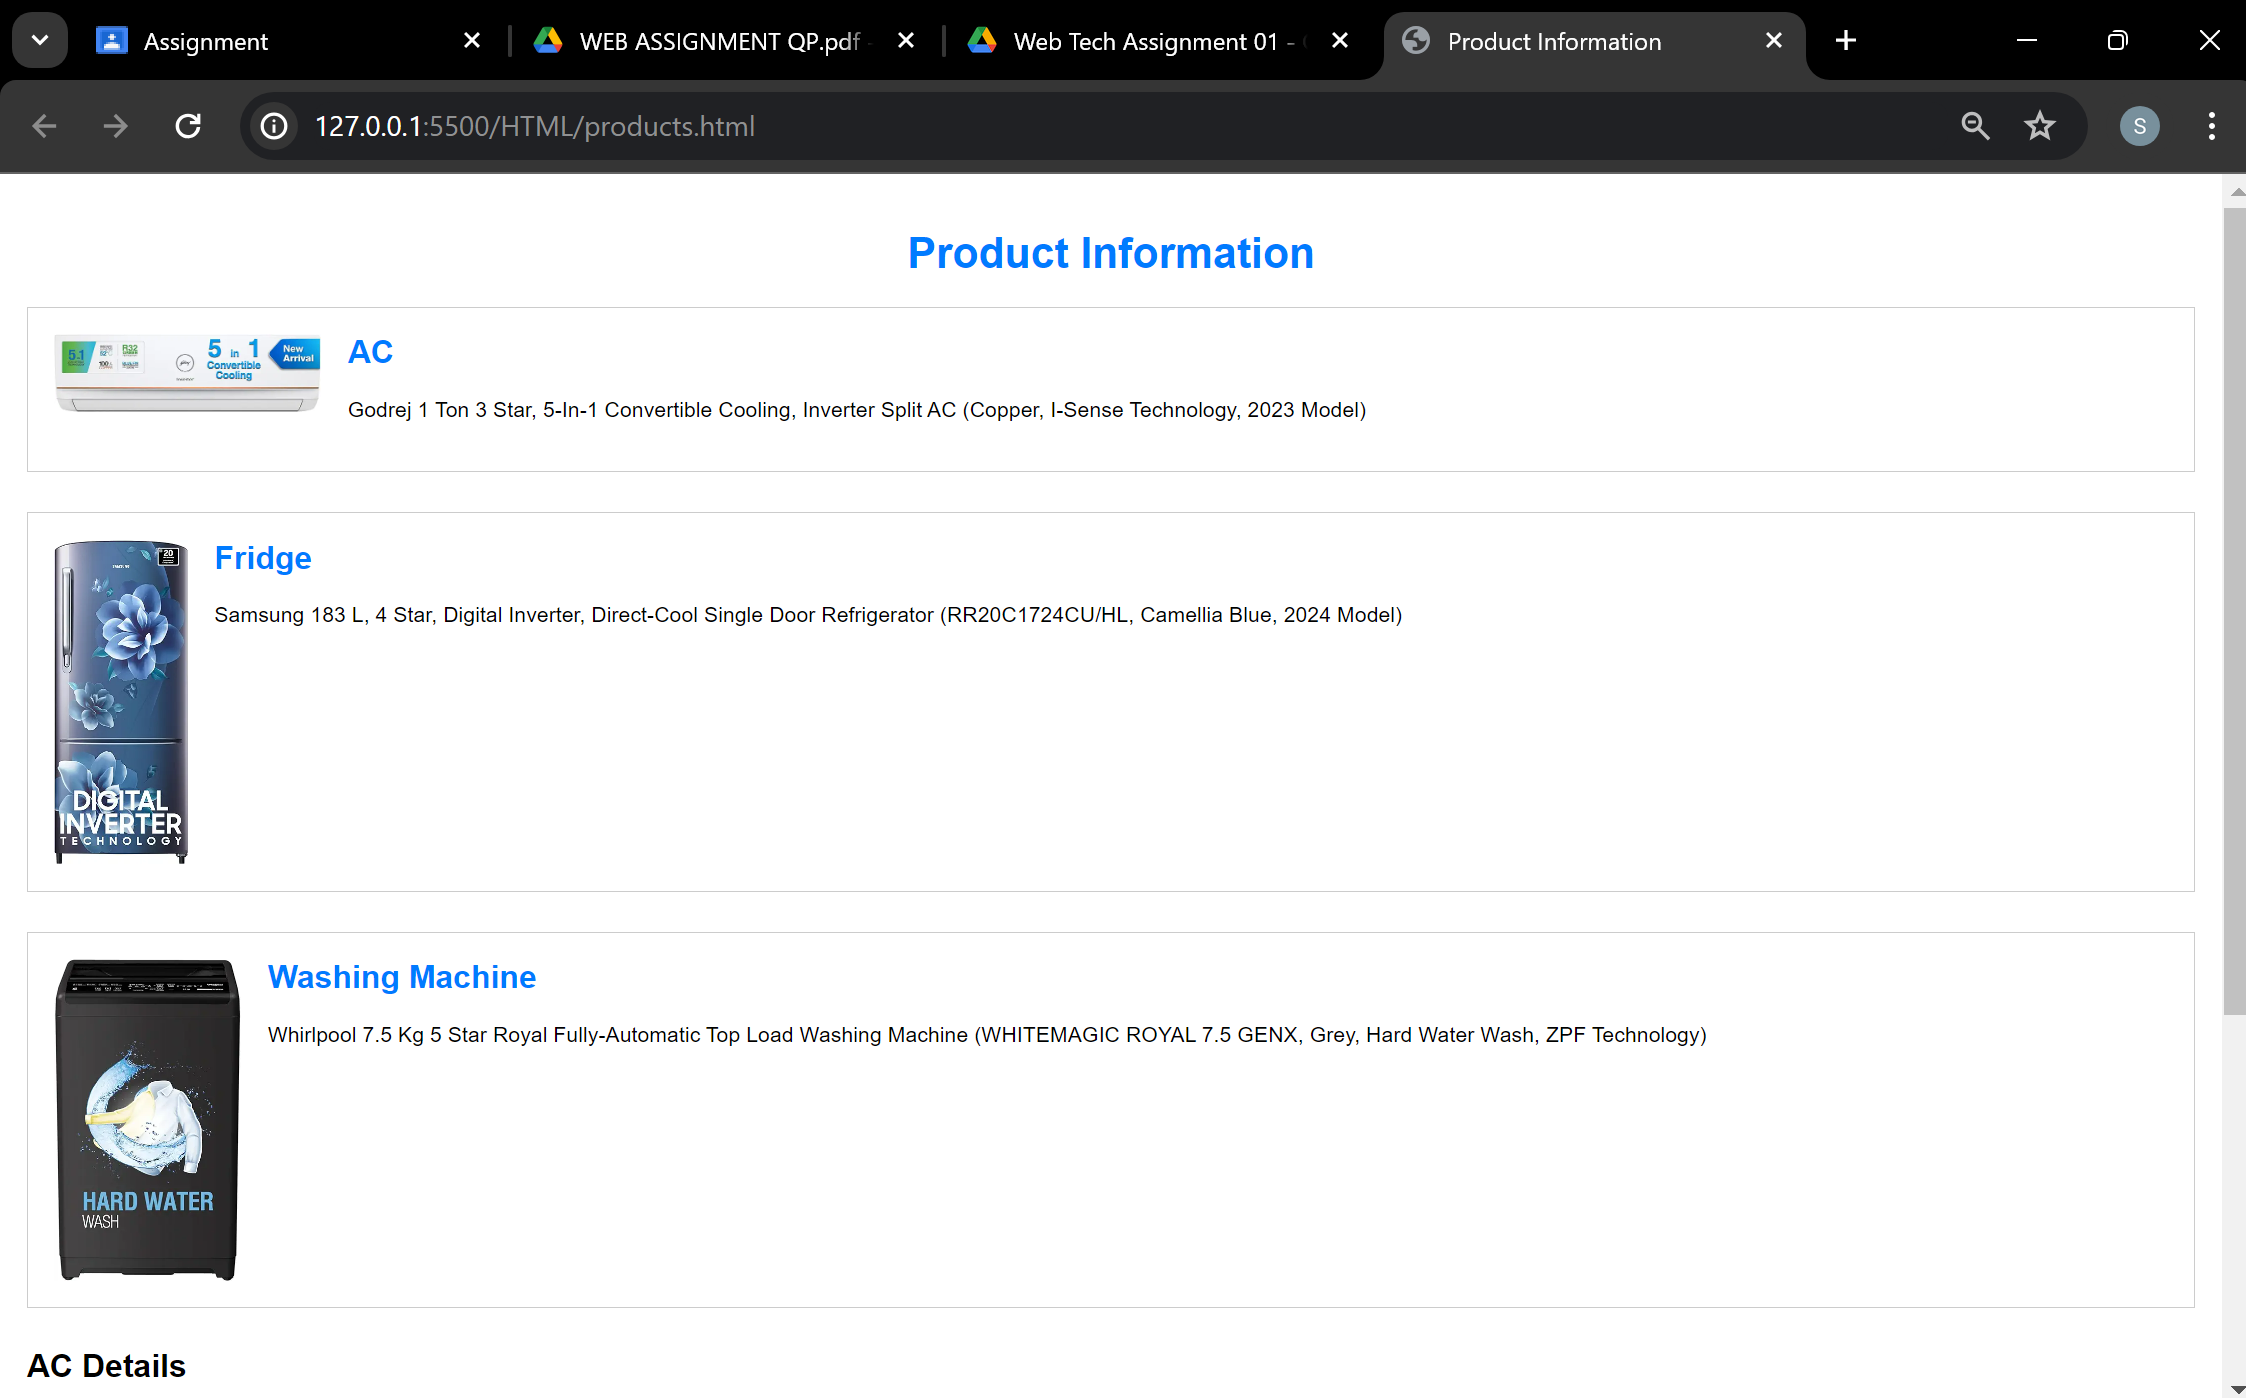 Assignment
WEB ASSIGNMENT QP.pdf
Web Tech Assignment 01 -
Product Information
127.0.0.1:5500/HTML/products.html
S
Product Information
5.1
R32
5 in 1
Convertible
Cooling
New
Arrival
AC
Godrej 1 Ton 3 Star, 5-In-1 Convertible Cooling, Inverter Split AC (Copper, I-Sense Technology, 2023 Model)
20
Fridge
Samsung 183 L, 4 Star, Digital Inverter, Direct-Cool Single Door Refrigerator (RR20C1724CU/HL, Camellia Blue, 2024 Model)
DIGITAL
INVERTER
TECHNOLOGY
Washing Machine
Whirlpool 7.5 Kg 5 Star Royal Fully-Automatic Top Load Washing Machine (WHITEMAGIC ROYAL 7.5 GENX, Grey, Hard Water Wash, ZPF Technology)
HARD WATER
WASH
AC Details